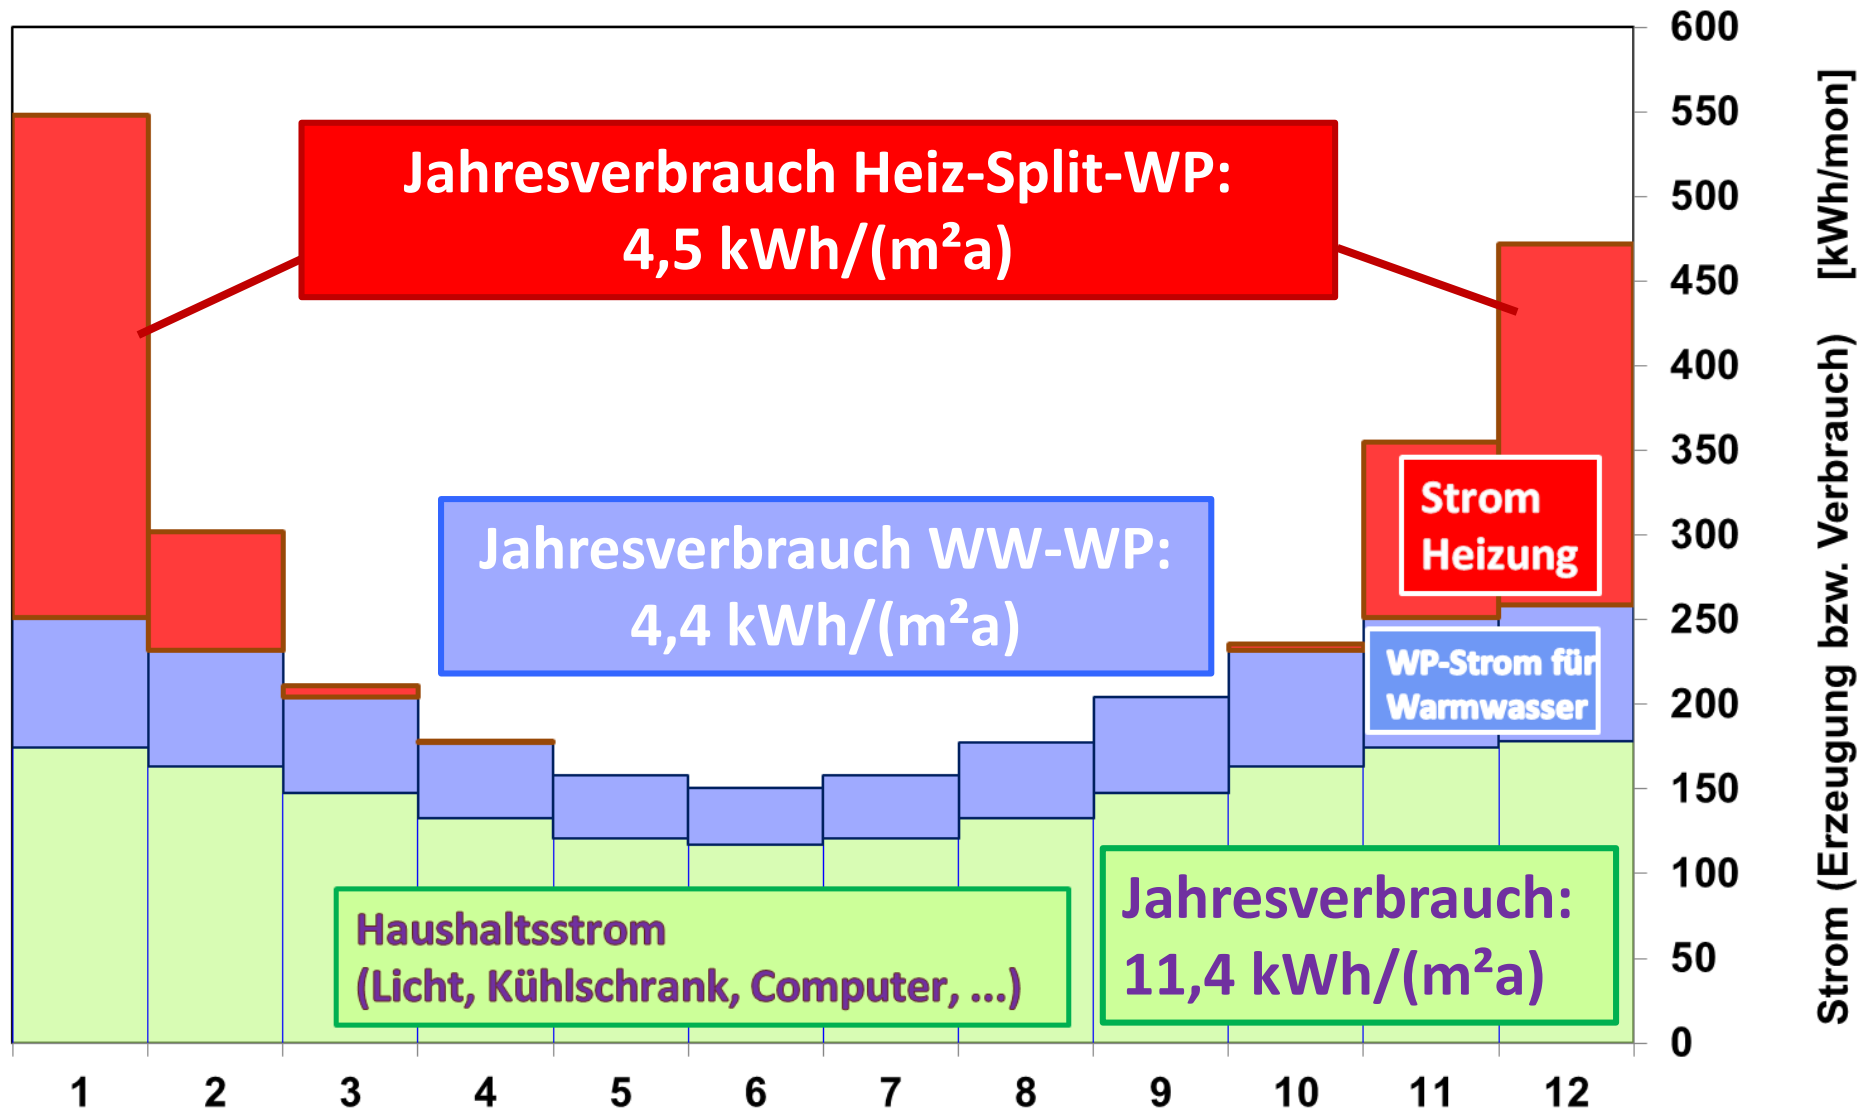 Jahresverbrauch Heiz-Split-WP:
4,5 kWh/(m²a)
Jahresverbrauch WW-WP:
4,4 kWh/(m²a)
Strom
Heizung
WP-Strom für
Warmwasser
Haushaltsstrom
(Licht, Kühlschrank, Computer, ...)
Jahresverbrauch:
11,4 kWh/(m²a)
600
550
500
450
400
350
300
250
200
150
100
50
0
Strom (Erzeugung bzw. Verbrauch) [kWh/mon]
1 2 3 4 5 6 7 8 9 10 11 12